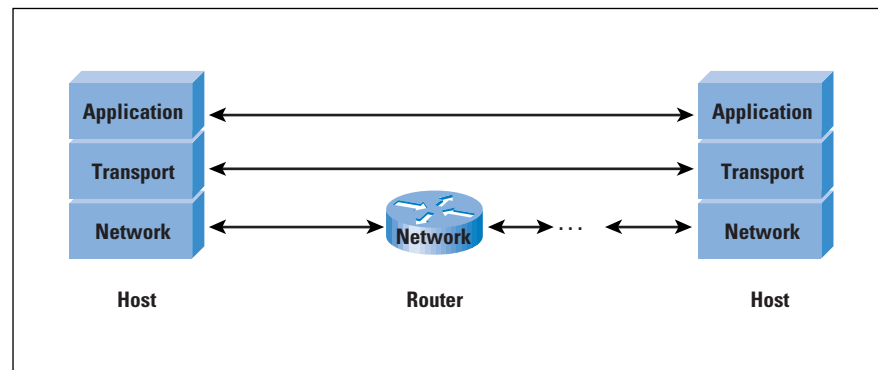 Application Application
Transport Transport
Network Network ... Network
Host Router Host